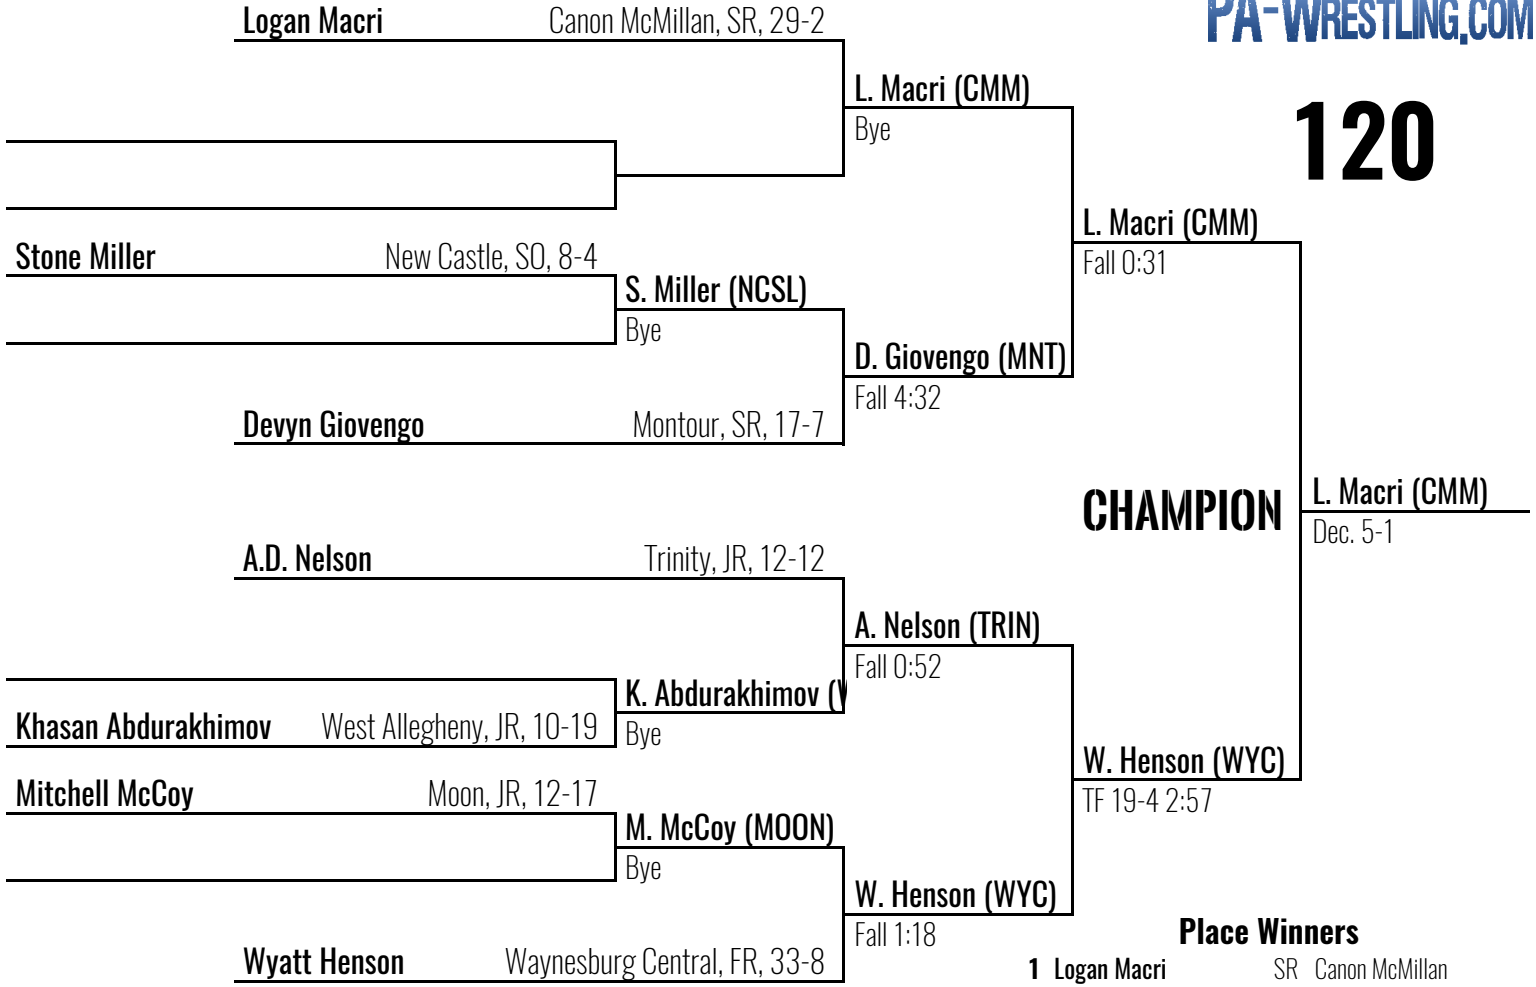 PA-WRESTLING.COM
120
Logan Macri Canon McMillan, SR, 29-2
L. Macri (CMM)
Bye
L. Macri (CMM)
Fall 0:31
Stone Miller New Castle, SO, 8-4
S. Miller (NCSL)
Bye
D. Giovengo (MNT)
Fall 4:32
Devyn Giovengo Montour, SR, 17-7
CHAMPION
L. Macri (CMM)
Dec. 5-1
A.D. Nelson Trinity, JR, 12-12
A. Nelson (TRIN)
Fall 0:52
K. Abdurakhimov (
Bye
Khasan Abdurakhimov West Allegheny, JR, 10-19
W. Henson (WYC)
TF 19-4 2:57
Mitchell McCoy Moon, JR, 12-17
M. McCoy (MOON)
Bye
W. Henson (WYC)
Fall 1:18
Wyatt Henson Waynesburg Central, FR, 33-8
Place Winners
1 Logan Macri SR Canon McMillan